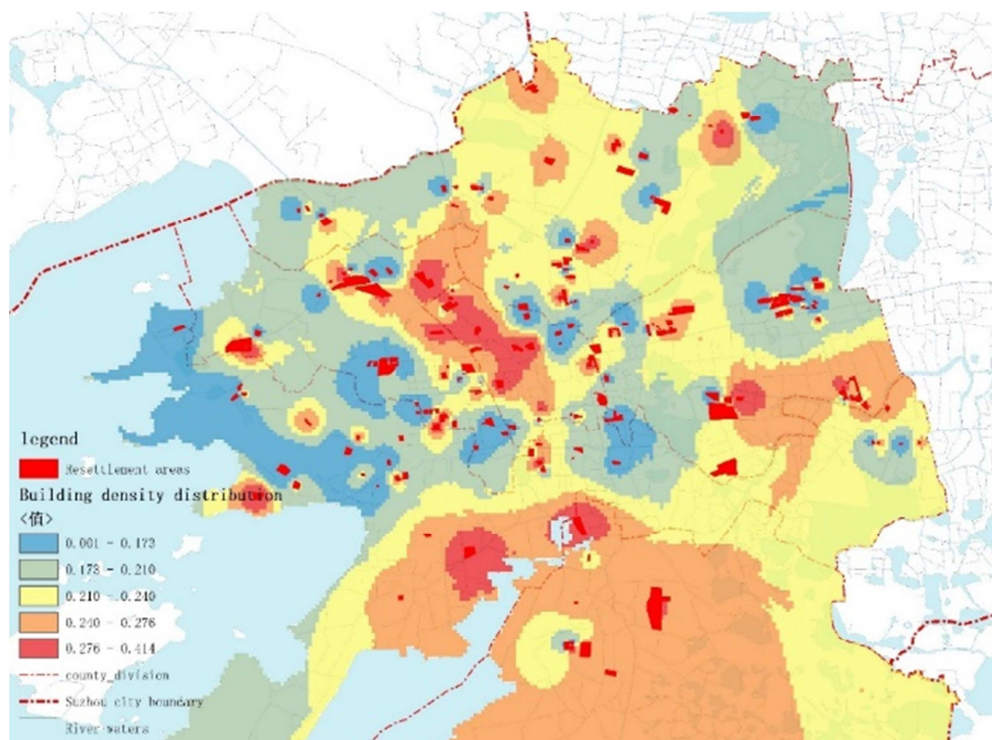 legend
Resettlement areas
Building density distribution
<值>
0.001 - 0.173
0.173 - 0.210
0.210 - 0.240
0.240 - 0.276
0.276 - 0.414
county_division
Suzhou city boundary
River waters